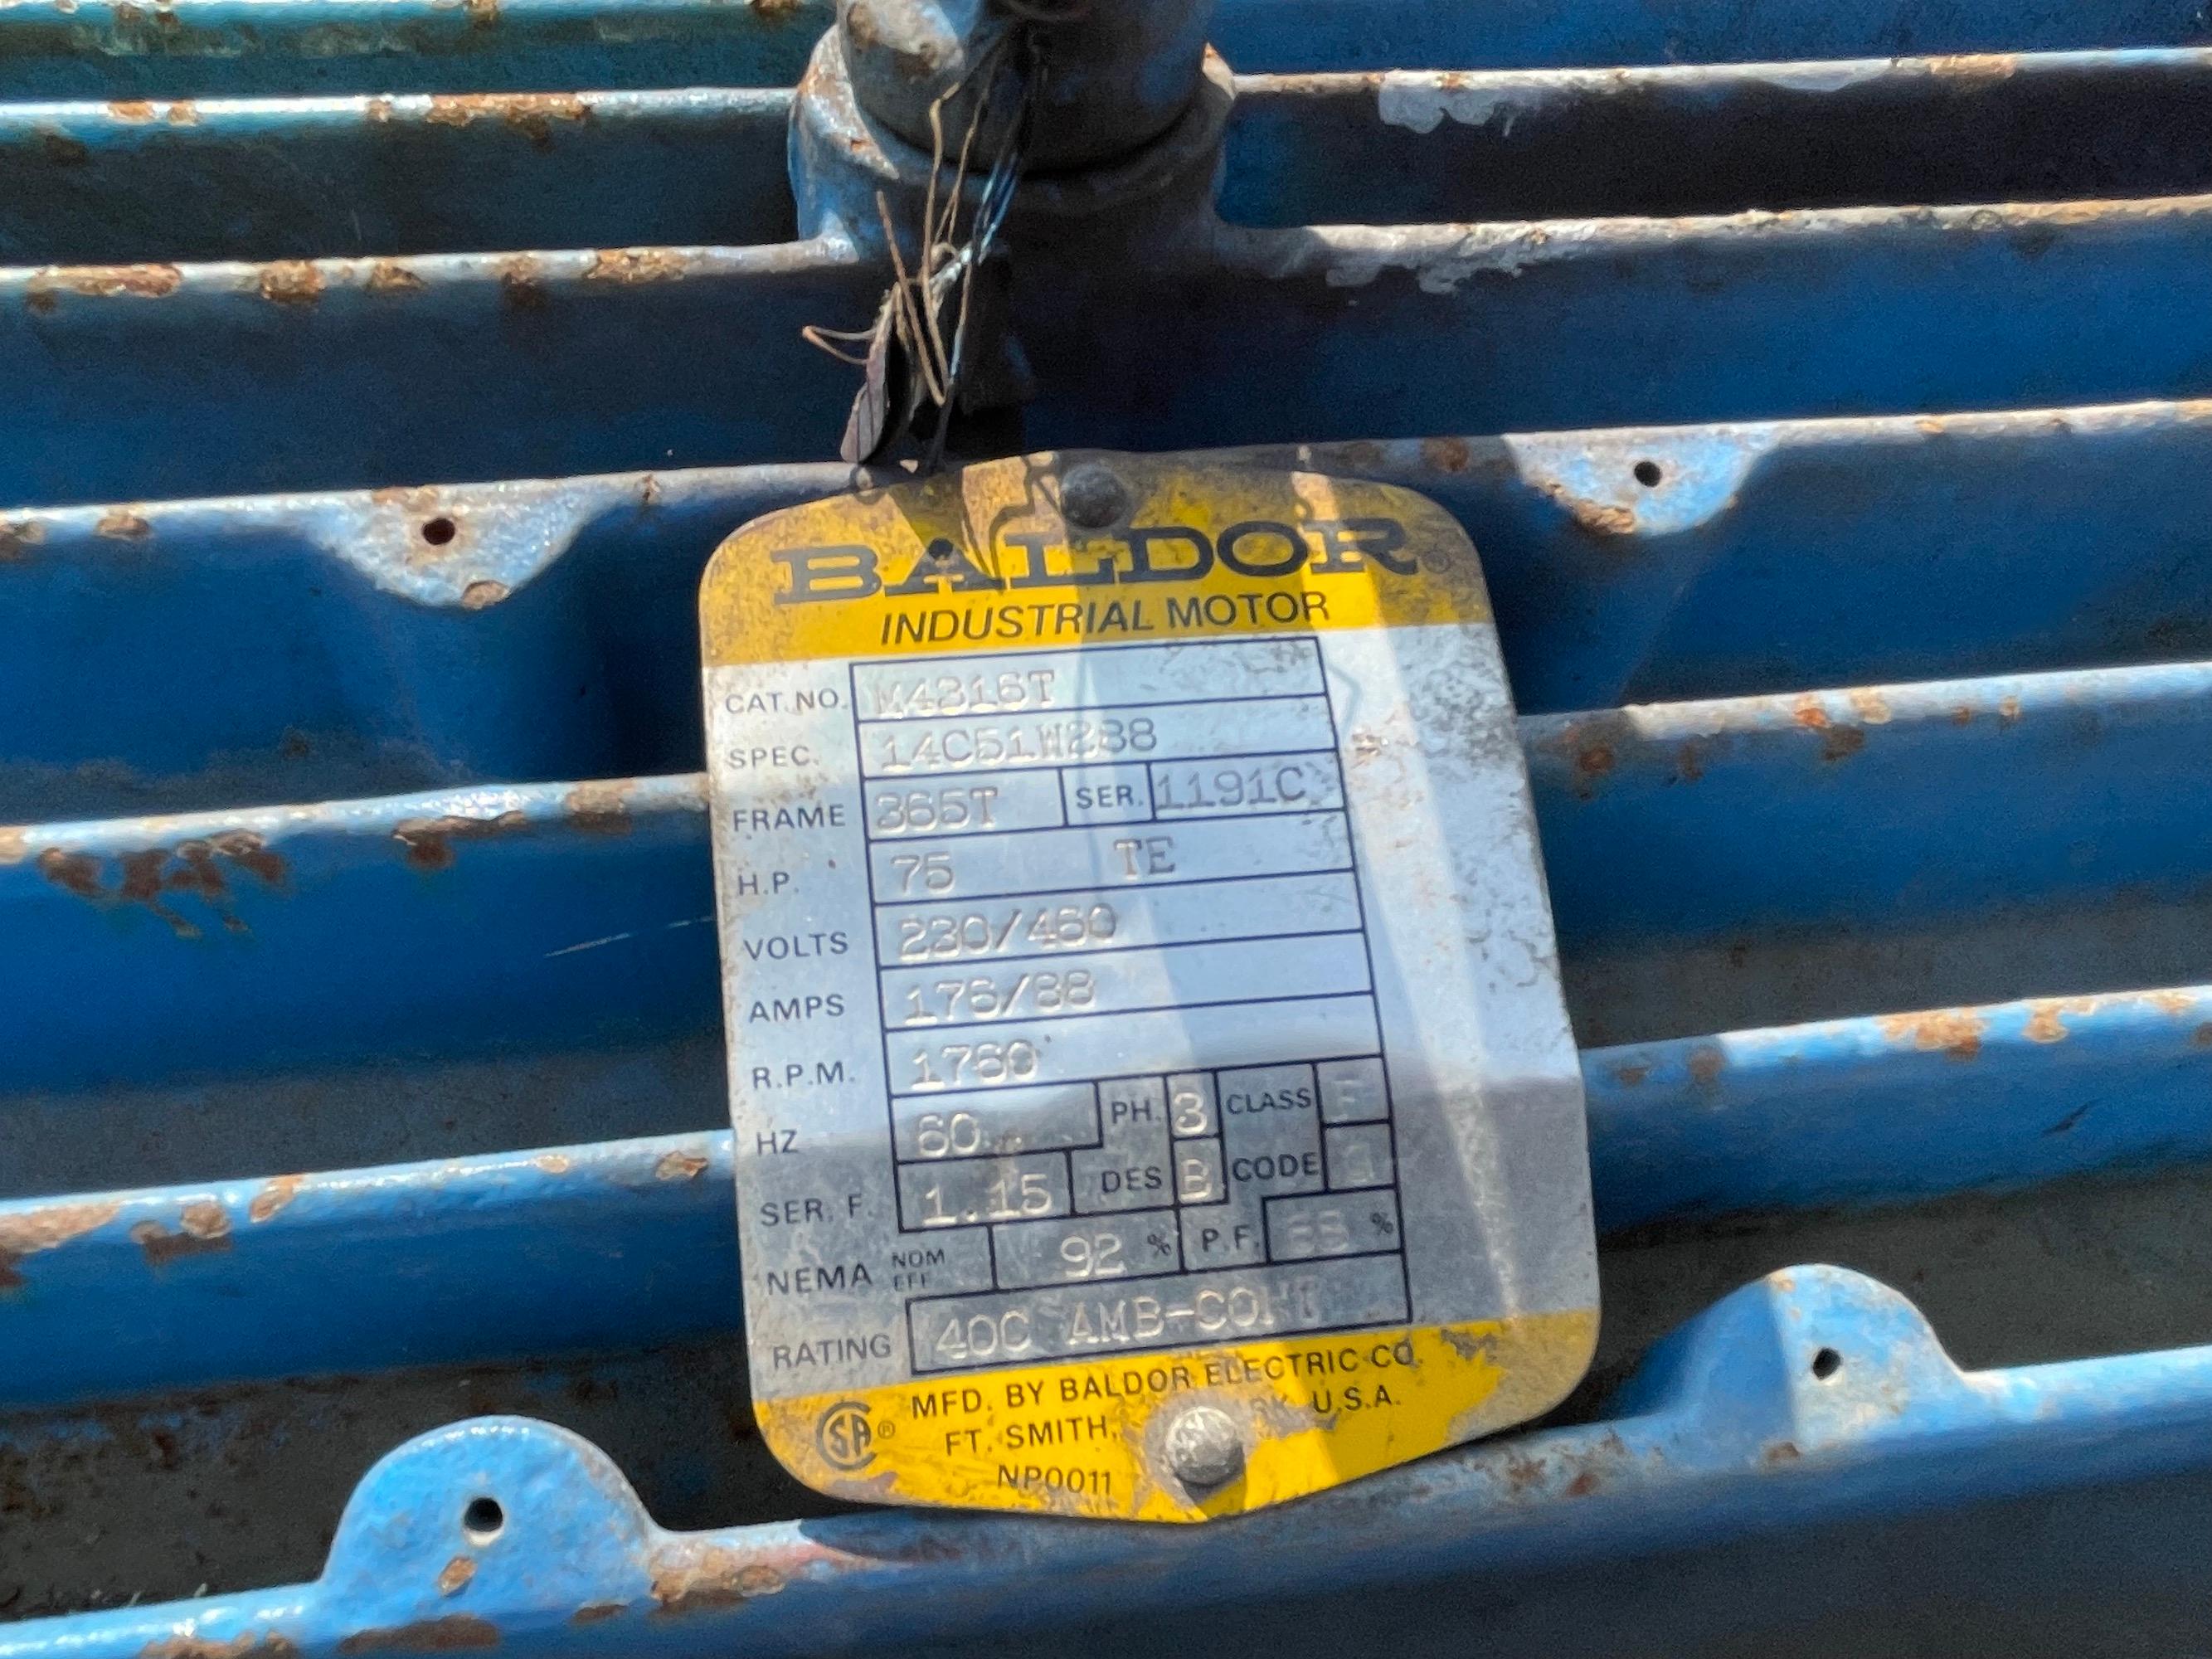 BALDOR®
INDUSTRIAL MOTOR
CAT. NO. M4316T
SPEC. 14C51W288
FRAME 365T SER. 1191C
H.P. 75 TE
VOLTS 230/460
AMPS 176/88
R.P.M. 1760
HZ 60 PH. 3 CLASS F
SER. F. 1.15 DES B CODE
NEMA NOM EFF 92 % P.F. %
RATING 40C AMB-CONT
MFD. BY BALDOR ELECTRIC CO.
FT. SMITH, U.S.A.
NP0011
SA®